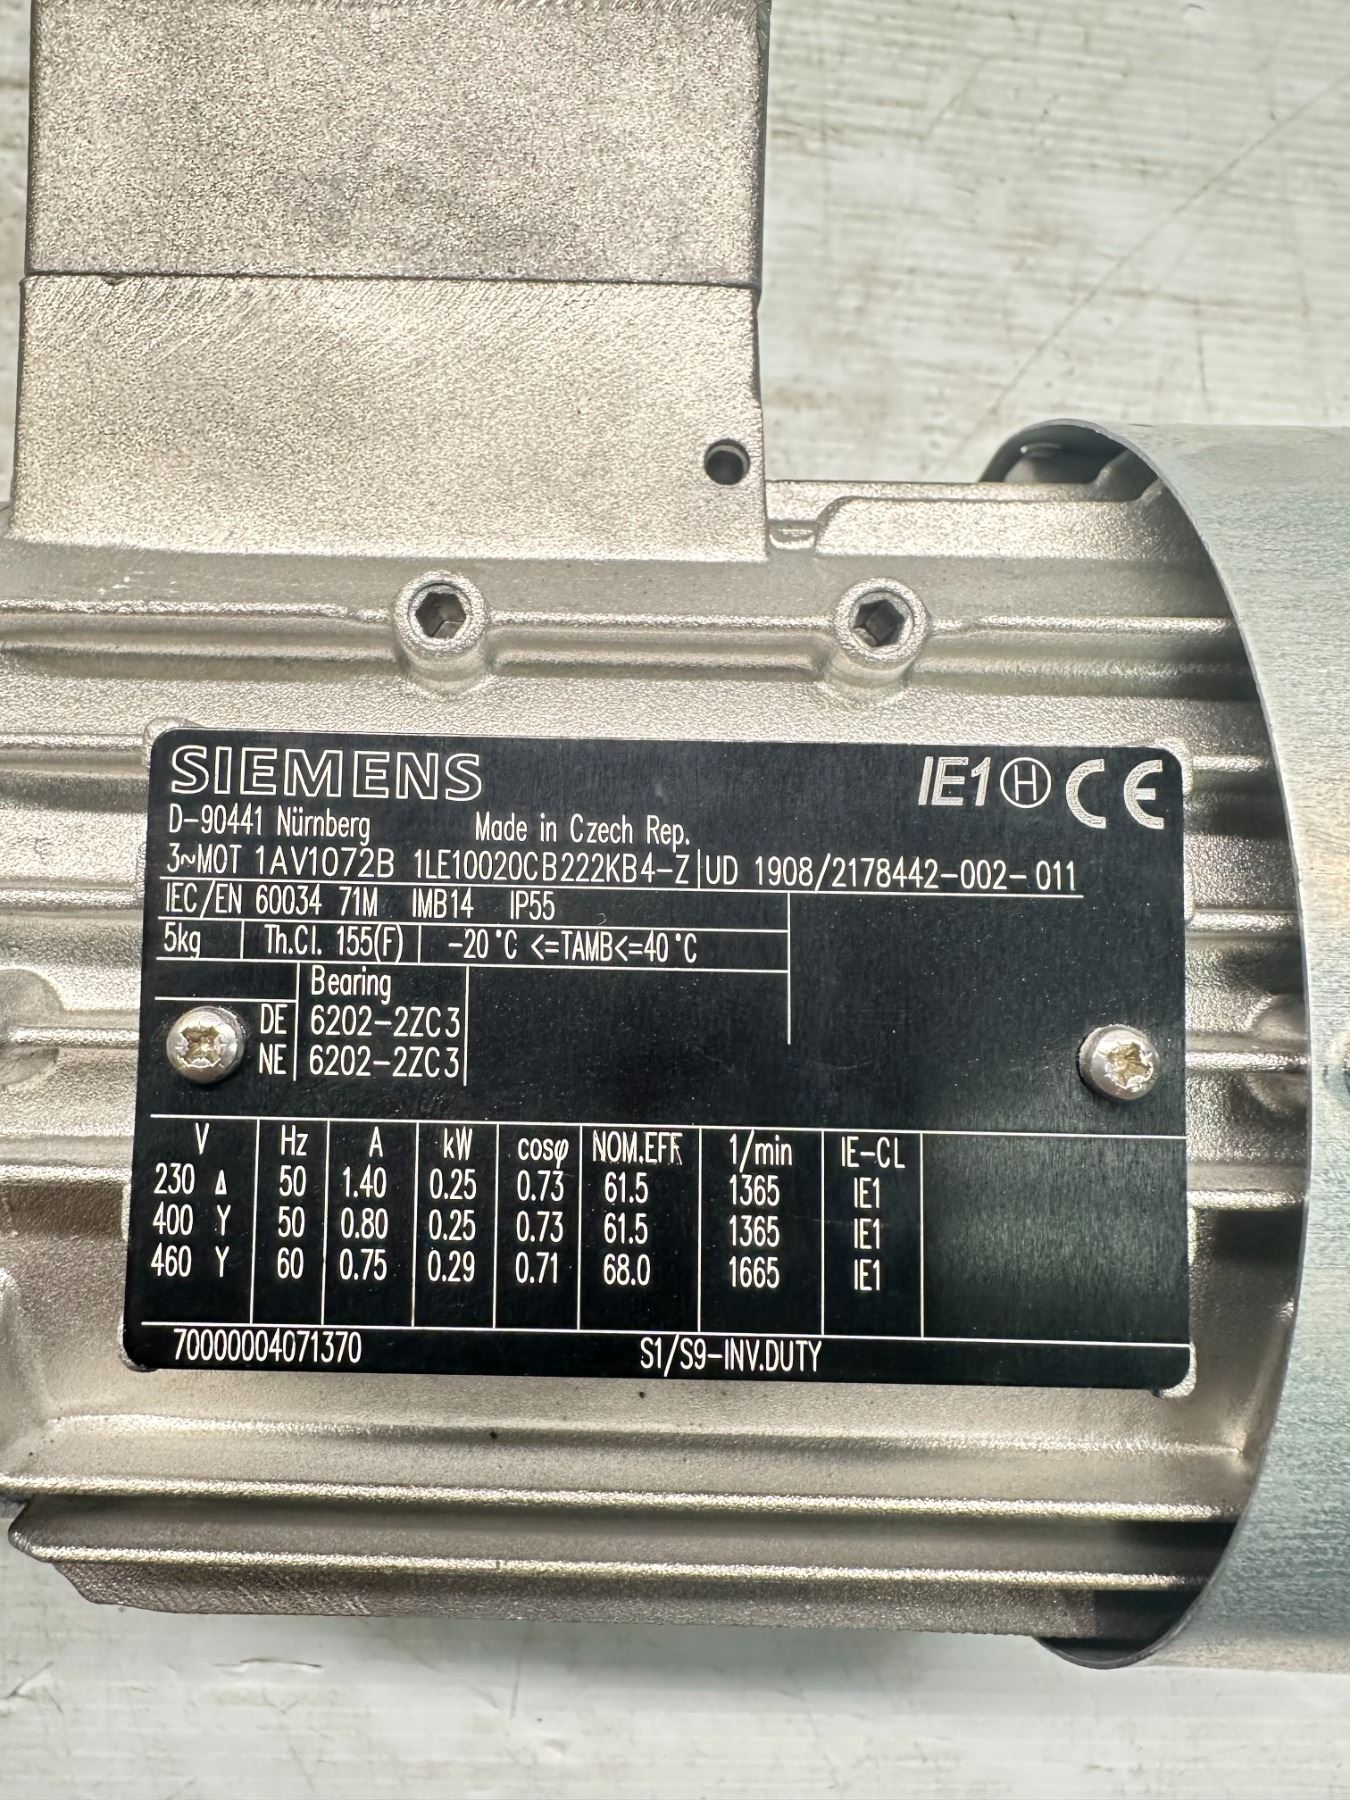 SIEMENS IE1 H CE
D-90441 Nürnberg Made in Czech Rep.
3~MOT 1AV1072B 1LE10020CB222KB4-Z UD 1908/2178442-002-011
IEC/EN 60034 71M IMB14 IP55
5kg Th.Cl. 155(F) -20°C <=TAMB<=40°C
Bearing
DE 6202-2ZC3
NE 6202-2ZC3
V Hz A kW cosφ NOM.EFF 1/min IE-CL
230 Δ 50 1.40 0.25 0.73 61.5 1365 IE1
400 Y 50 0.80 0.25 0.73 61.5 1365 IE1
460 Y 60 0.75 0.29 0.71 68.0 1665 IE1
70000004071370 S1/S9-INV.DUTY